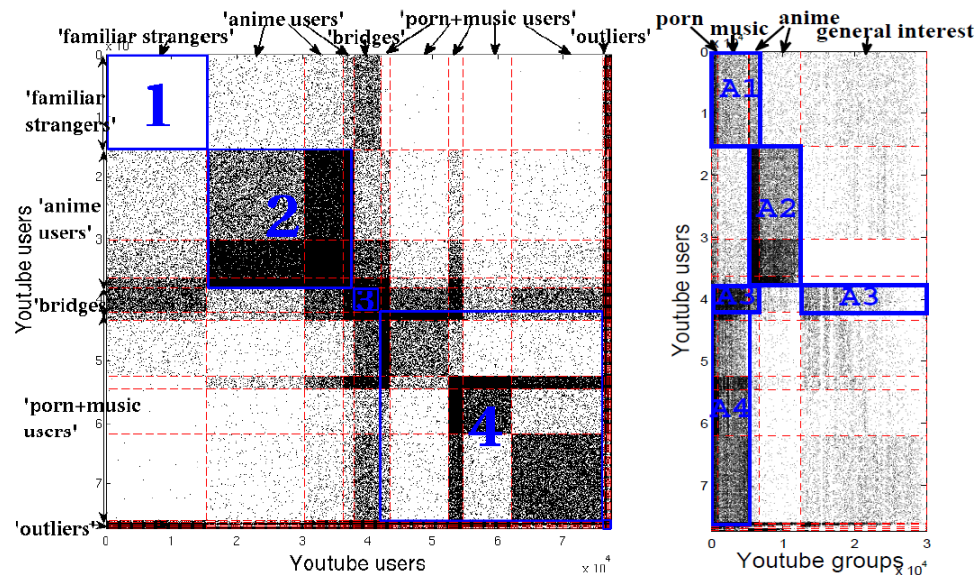 'anime users'
'porn+music users'
'familiar strangers'
'bridges'
'outliers'
x 10^4
0
1
2
3
4
5
6
7
'familiar
strangers'
'anime
users'
'bridge
'porn+music
users'
'outliers'
Youtube users
1
2
3
4
0 1 2 3 4 5 6 7
x 10^4
Youtube users
porn
music
anime
general interest
x 10^4
0
1
2
3
4
5
6
7
Youtube users
A1
A2
A3
A3
A4
0 1 2 3
x 10^4
Youtube groups